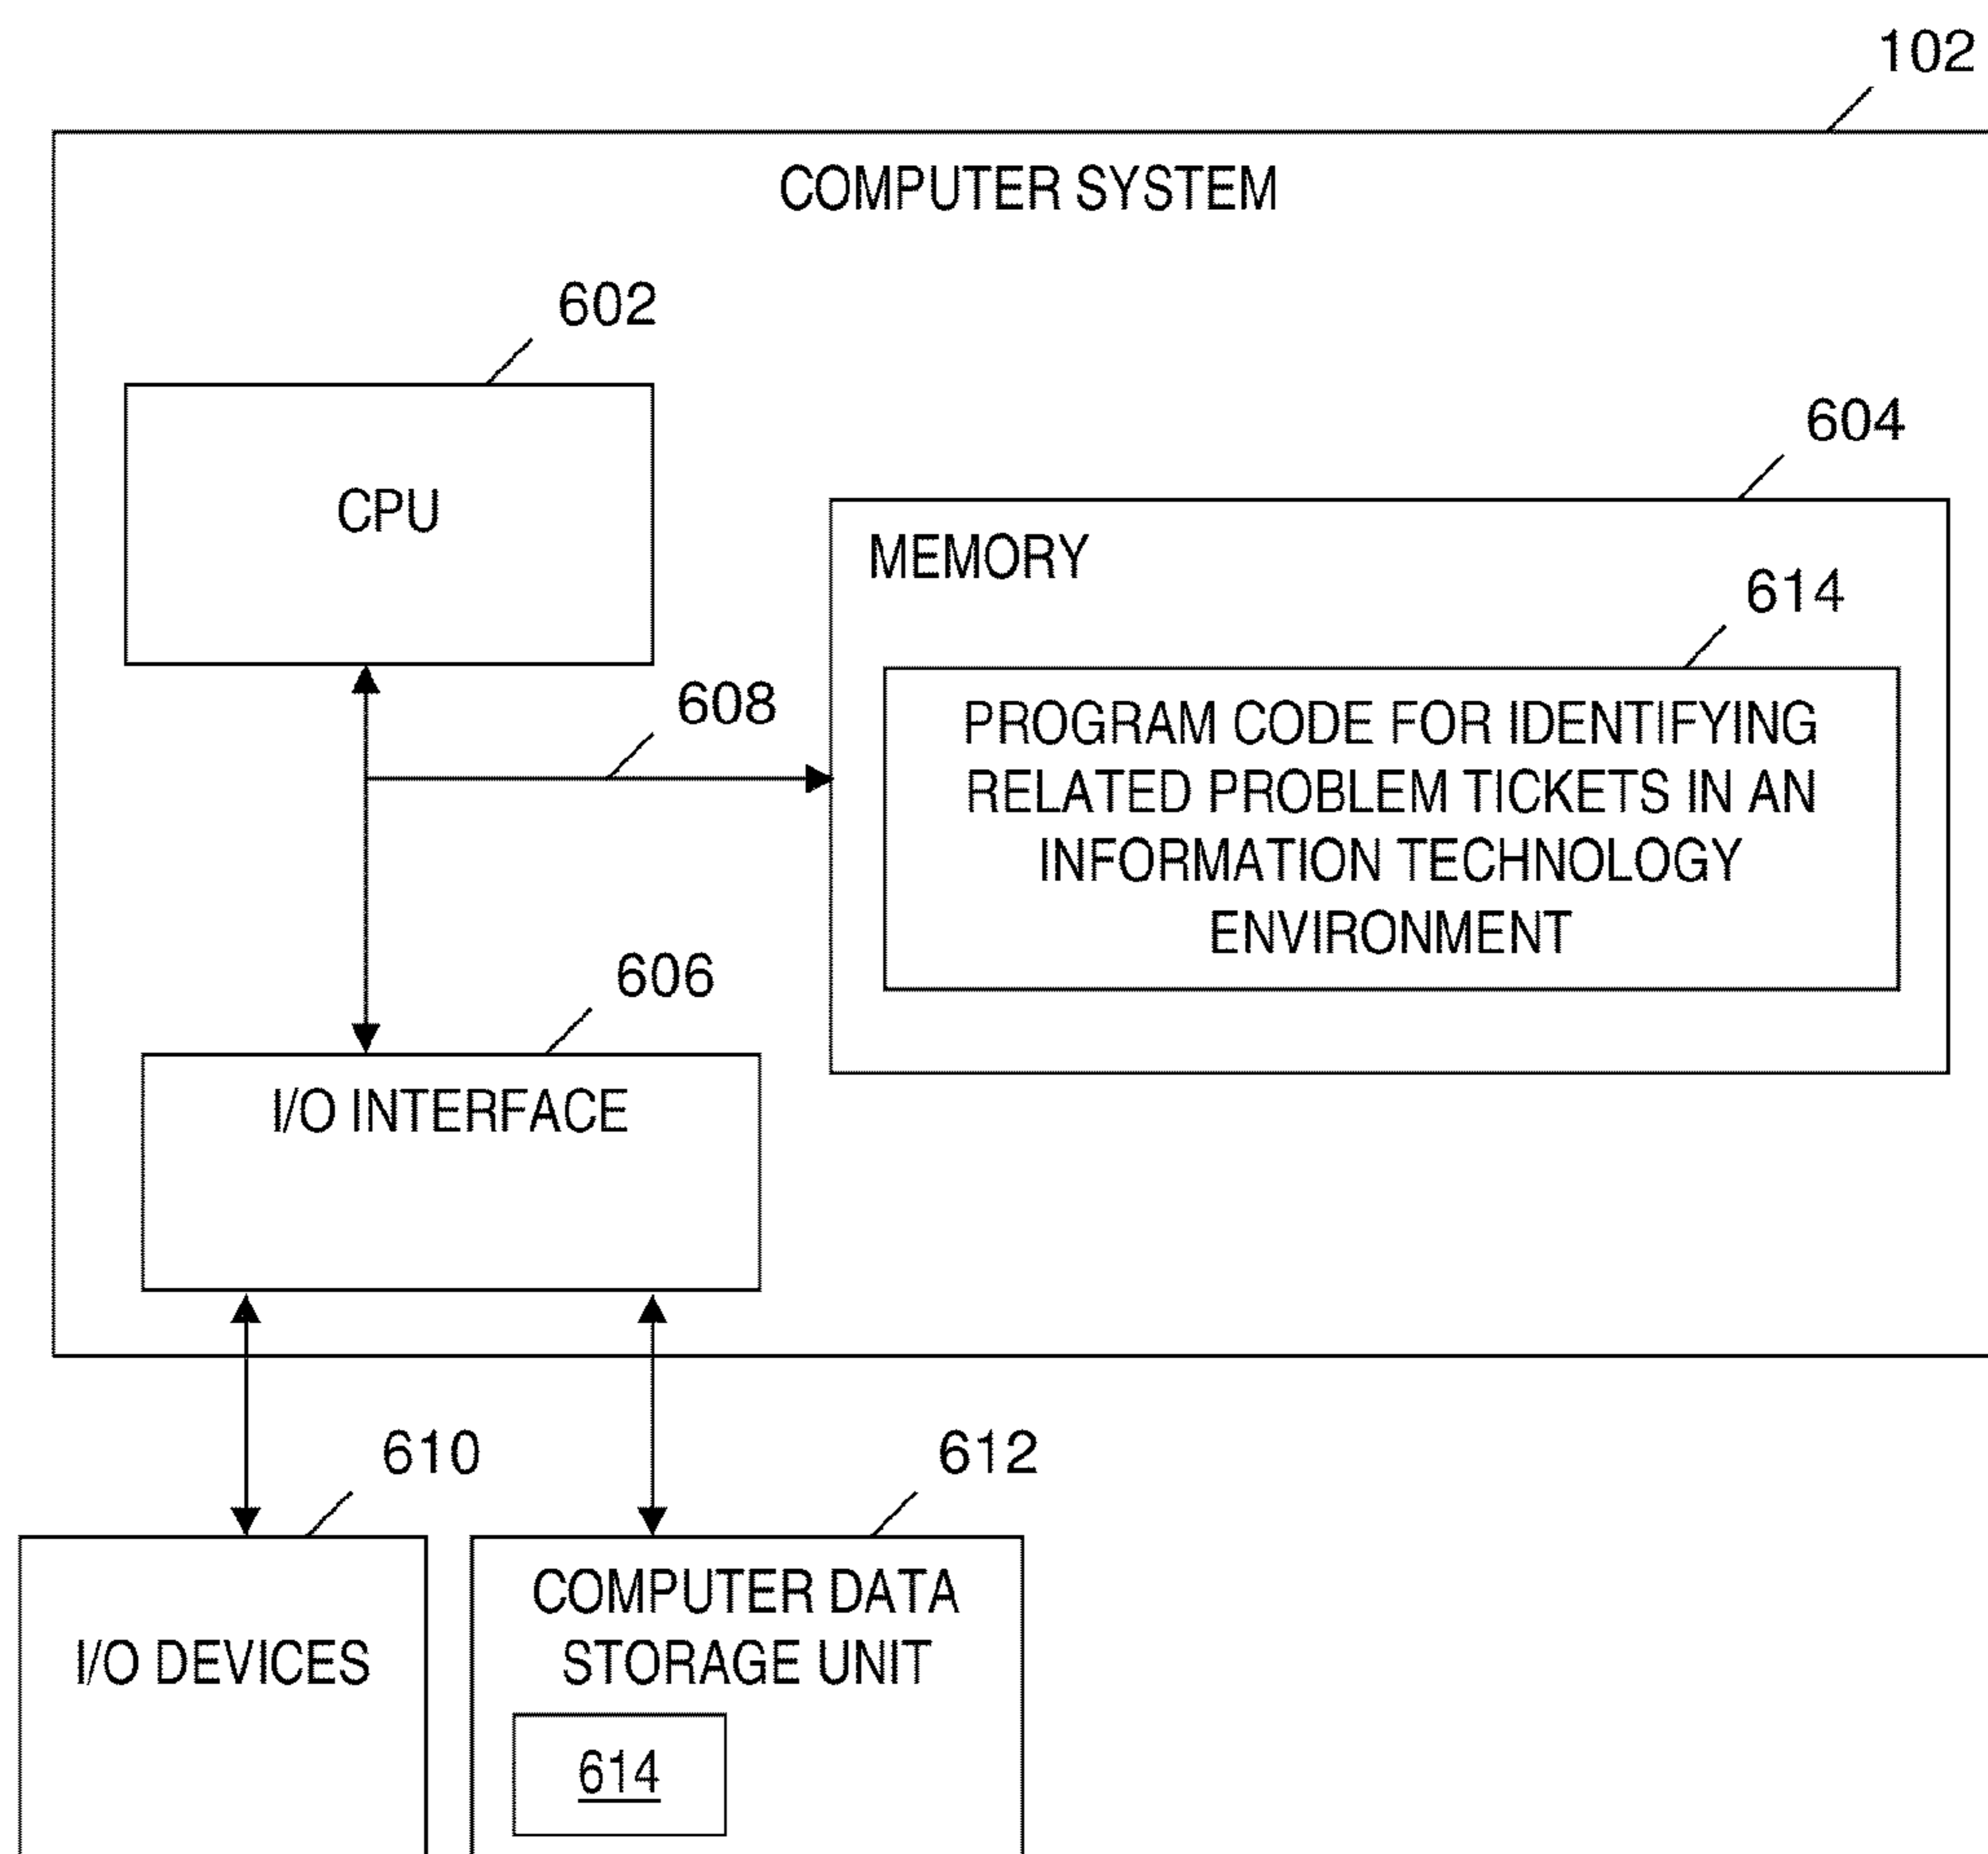 102
COMPUTER SYSTEM
602
CPU
604
MEMORY
614
PROGRAM CODE FOR IDENTIFYING
RELATED PROBLEM TICKETS IN AN
INFORMATION TECHNOLOGY
ENVIRONMENT
608
606
I/O INTERFACE
610
612
I/O DEVICES
COMPUTER DATA
STORAGE UNIT
614